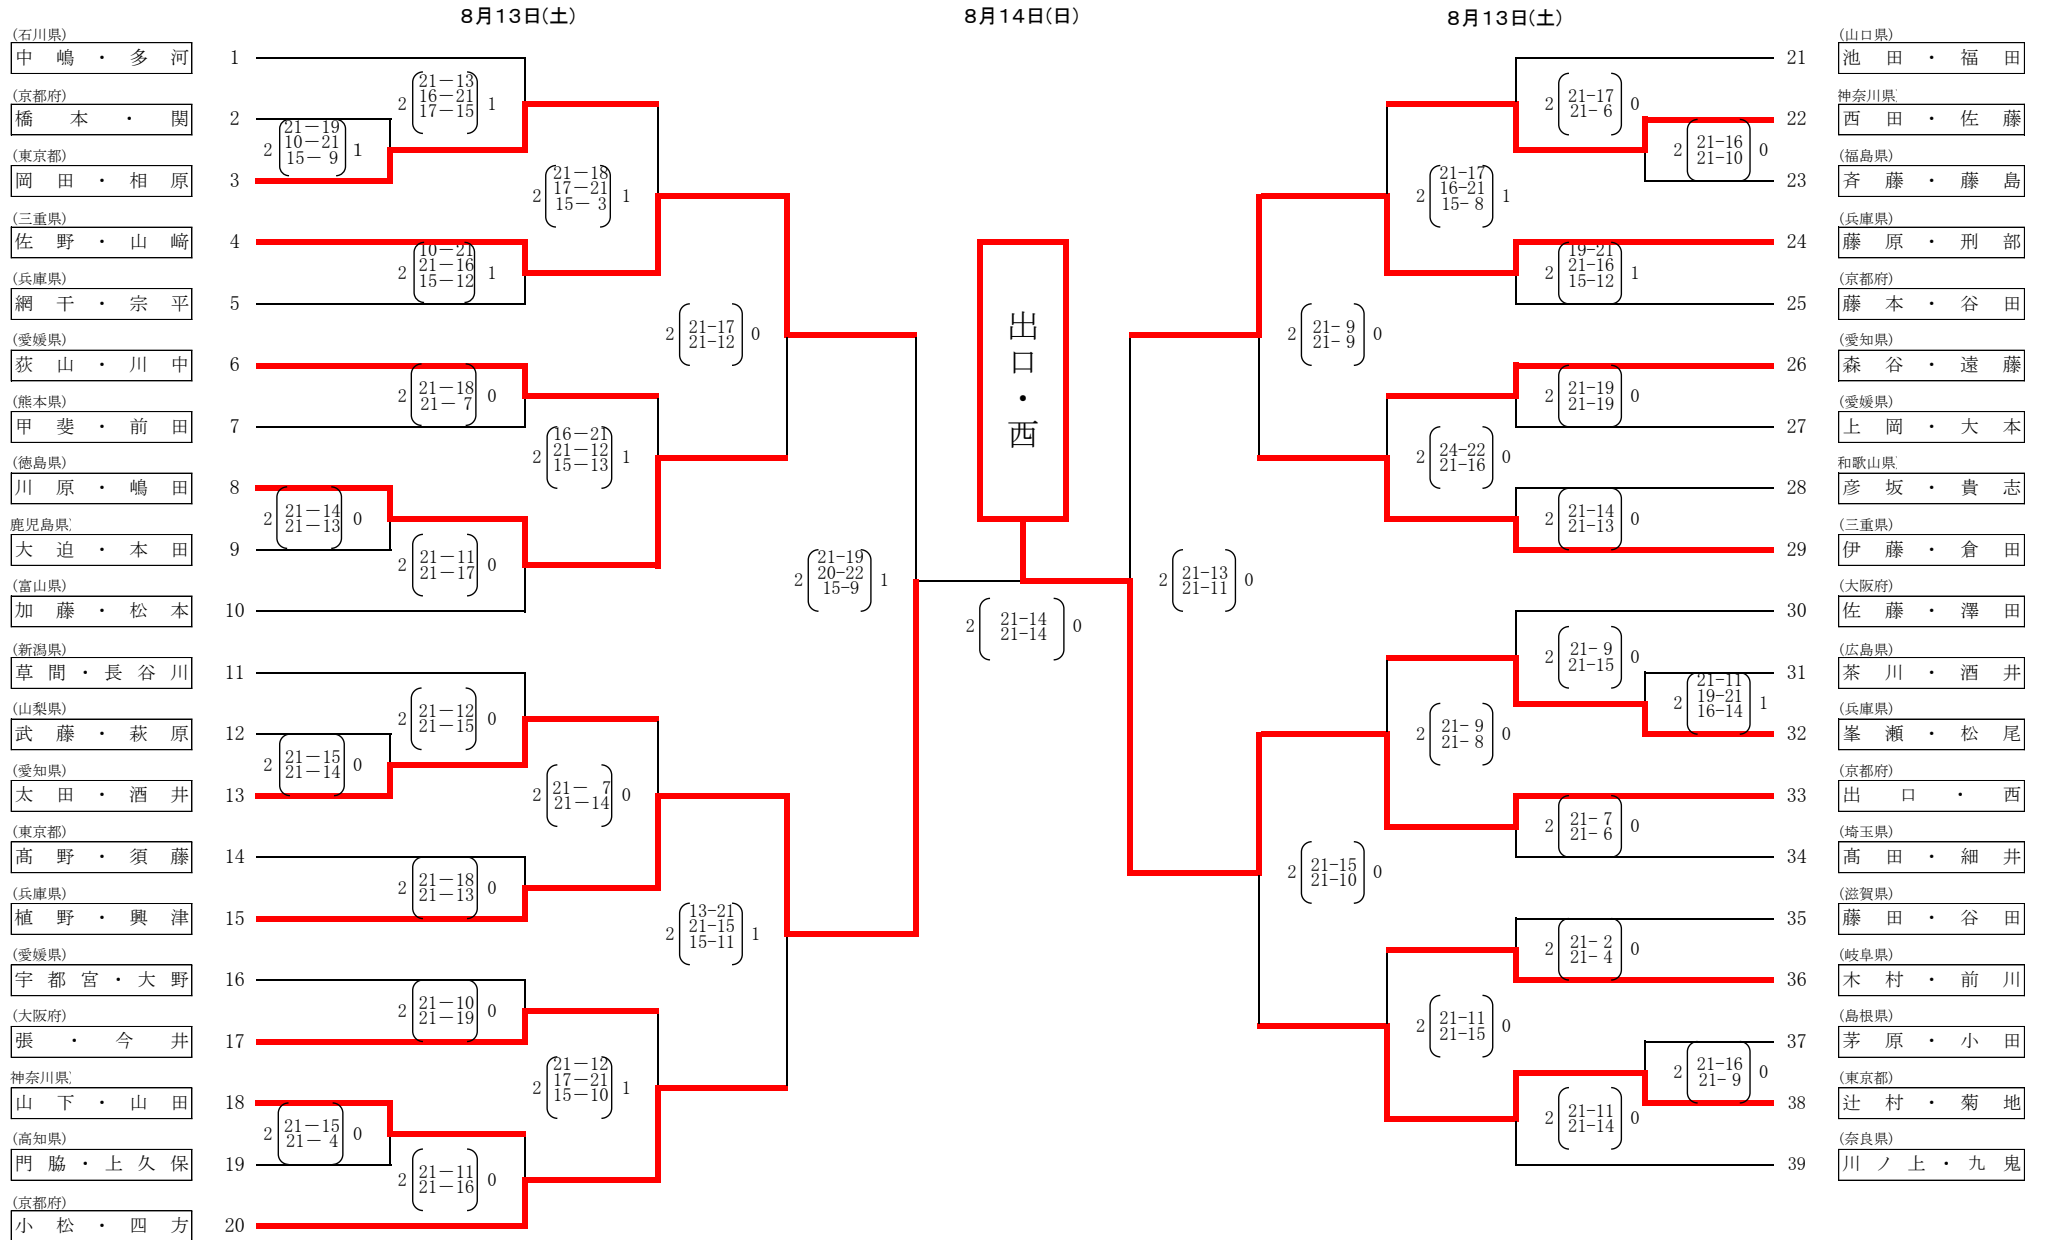 8月13日(土)
8月14日(日)
8月13日(土)
(石川県)
中嶋・多河 1
(京都府)
橋本・関 2
(東京都)
岡田・相原 3
(三重県)
佐野・山﨑 4
(兵庫県)
網干・宗平 5
(愛媛県)
荻山・川中 6
(熊本県)
甲斐・前田 7
(徳島県)
川原・嶋田 8
鹿児島県
大迫・本田 9
(富山県)
加藤・松本 10
(新潟県)
草間・長谷川 11
(山梨県)
武藤・萩原 12
(愛知県)
太田・酒井 13
(東京都)
髙野・須藤 14
(兵庫県)
植野・興津 15
(愛媛県)
宇都宮・大野 16
(大阪府)
張・今井 17
神奈川県
山下・山田 18
(高知県)
門脇・上久保 19
(京都府)
小松・四方 20
21－19
2 10－21 1
15－ 9
2 21－14 0
21－13
2 21－15 0
21－14
2 21－15 0
21－ 4
21－13
2 16－21 1
17－15
10－21
2 21－16 1
15－12
2 21－18 0
21－ 7
2 21－11 0
21－17
2 21－12 0
21－15
2 21－18 0
21－13
2 21－10 0
21－19
2 21－11 0
21－16
21－18
2 17－21 1
15－ 3
16－21
2 21－12 1
15－13
2 21－ 7 0
21－14
21－12
2 17－21 1
15－10
2 21-17 0
21-12
13-21
2 21-15 1
15-11
21-19
2 20-22 1
15-9
出口・西
2 21-14 0
21-14
2 21-13 0
21-11
2 21- 9 0
21- 9
2 21-15 0
21-10
21-17
2 16-21 1
15- 8
2 24-22 0
21-16
2 21- 9 0
21- 8
2 21-11 0
21-15
2 21-17 0
21- 6
19-21
2 21-16 1
15-12
2 21-19 0
21-19
2 21-14 0
21-13
2 21- 9 0
21-15
2 21- 7 0
21- 6
2 21- 2 0
21- 4
2 21-11 0
21-14
2 21-16 0
21-10
21-11
2 19-21 1
16-14
2 21-16 0
21- 9
(山口県)
21 池田・福田
神奈川県
22 西田・佐藤
(福島県)
23 斉藤・藤島
(兵庫県)
24 藤原・刑部
(京都府)
25 藤本・谷田
(愛知県)
26 森谷・遠藤
(愛媛県)
27 上岡・大本
和歌山県
28 彦坂・貴志
(三重県)
29 伊藤・倉田
(大阪府)
30 佐藤・澤田
(広島県)
31 茶川・酒井
(兵庫県)
32 峯瀬・松尾
(京都府)
33 出口・西
(埼玉県)
34 髙田・細井
(滋賀県)
35 藤田・谷田
(岐阜県)
36 木村・前川
(島根県)
37 茅原・小田
(東京都)
38 辻村・菊地
(奈良県)
39 川ノ上・九鬼